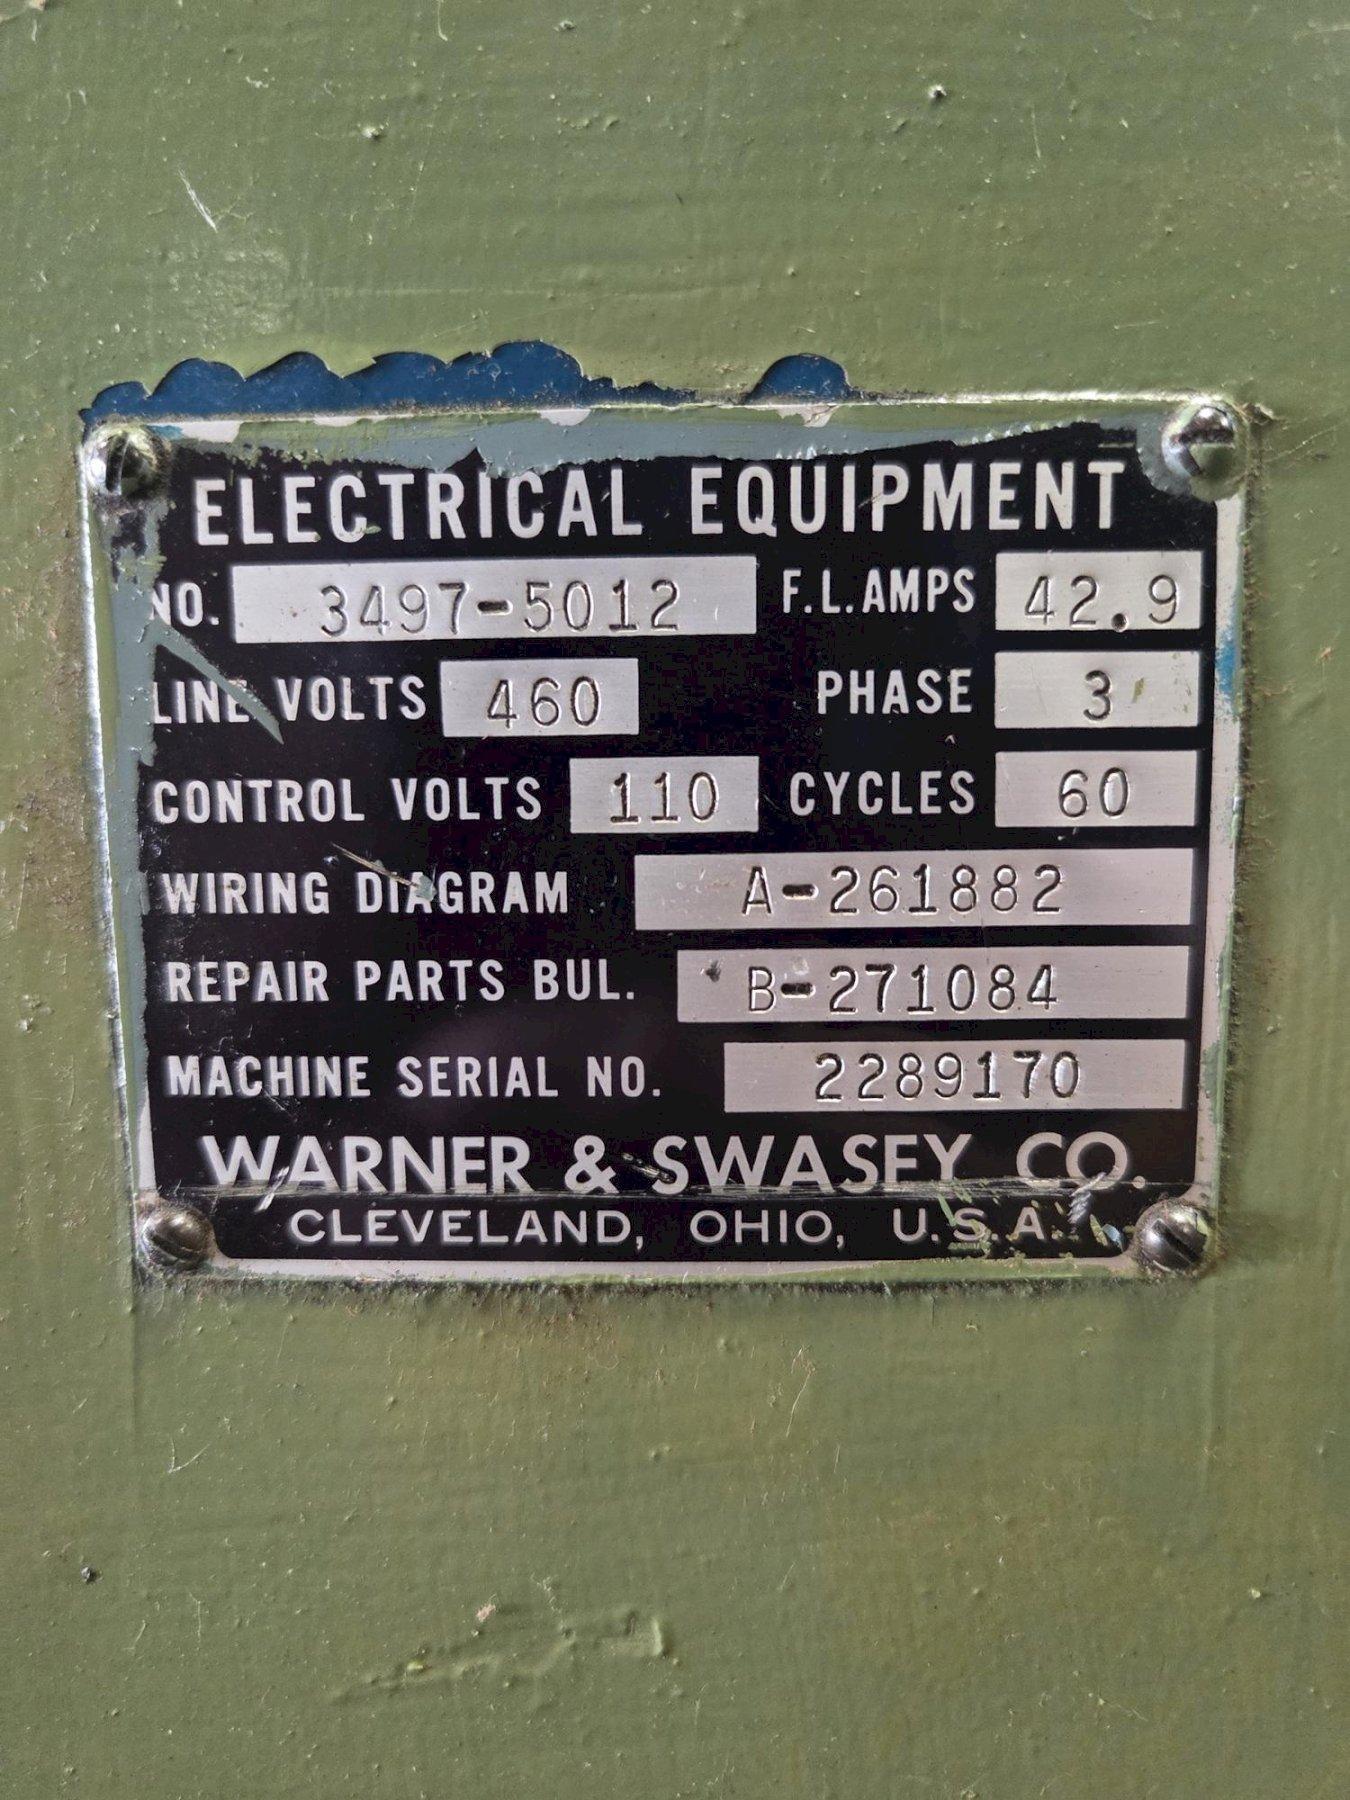 ELECTRICAL EQUIPMENT
NO. 3497-5012 F.L.AMPS 42.9
LINE VOLTS 460 PHASE 3
CONTROL VOLTS 110 CYCLES 60
WIRING DIAGRAM A-261882
REPAIR PARTS BUL. B-271084
MACHINE SERIAL NO. 2289170
WARNER & SWASEY CO.
CLEVELAND, OHIO, U.S.A.